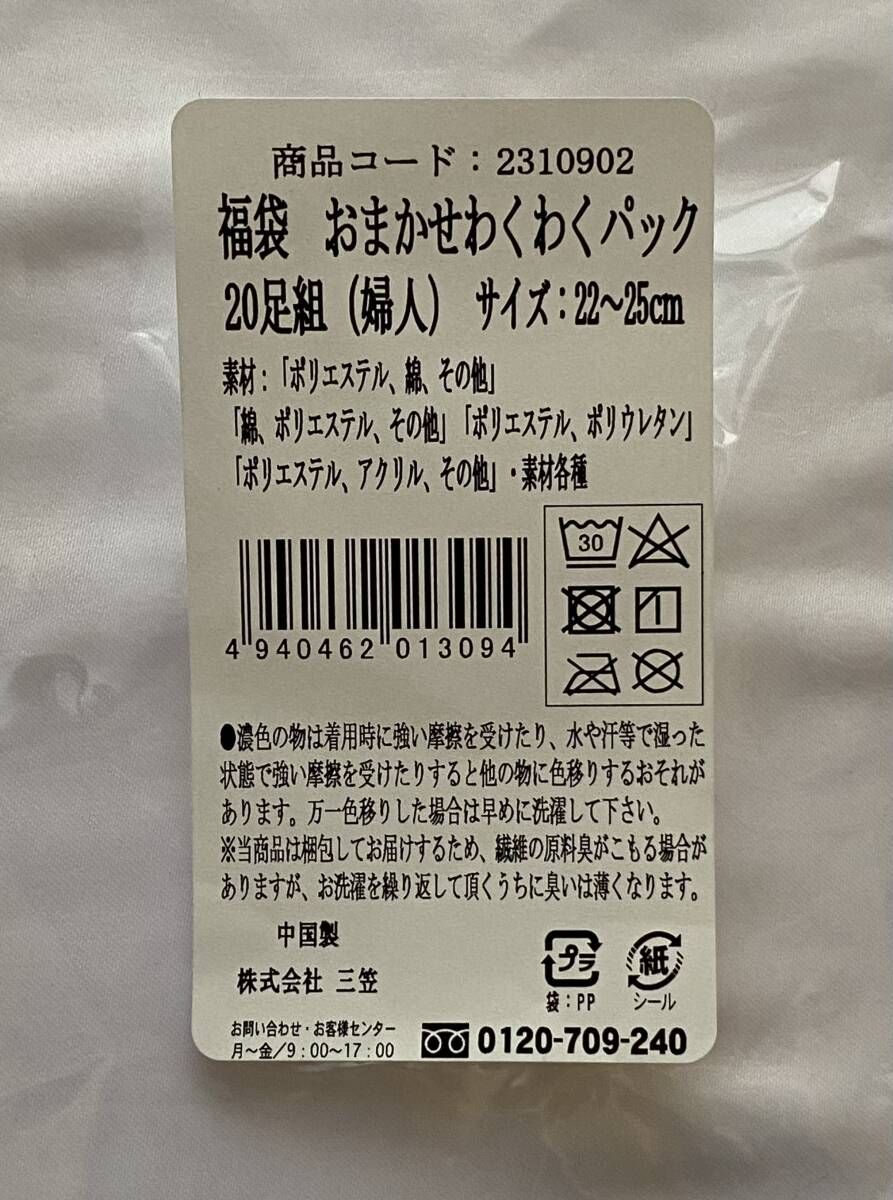 商品コード：2310902
福袋 おまかせわくわくパック
20足組（婦人） サイズ：22～25cm
素材：「ポリエステル、綿、その他」
「綿、ポリエステル、その他」「ポリエステル、ポリウレタン」
「ポリエステル、アクリル、その他」・素材各種
30
4 940462 013094
●濃色の物は着用時に強い摩擦を受けたり、水や汗等で湿った
状態で強い摩擦を受けたりすると他の物に色移りするおそれが
あります。万一色移りした場合は早めに洗濯して下さい。
※当商品は梱包してお届けするため、繊維の原料臭がこもる場合が
ありますが、お洗濯を繰り返して頂くうちに臭いは薄くなります。
中国製
株式会社 三笠
プラ
袋：PP
紙
シール
お問い合わせ・お客様センター
月～金/9：00～17：00
0120-709-240